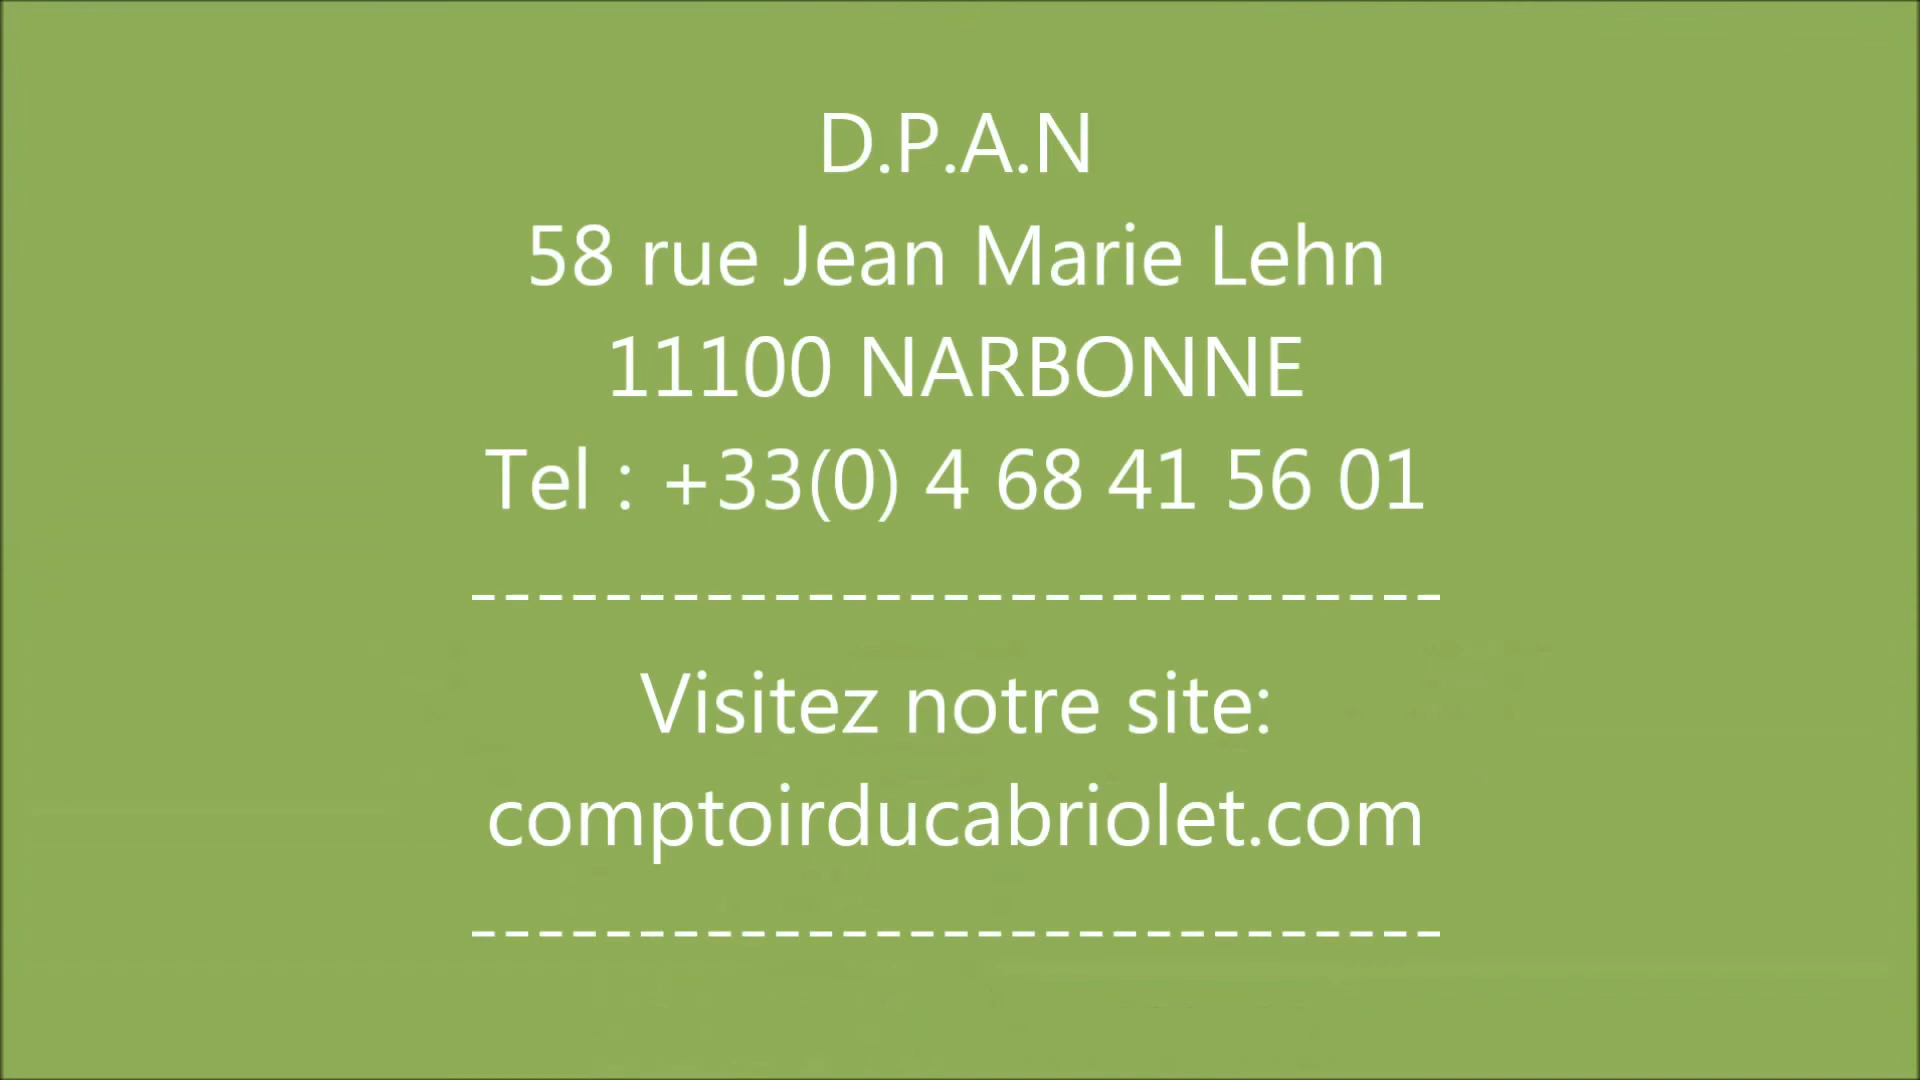 D.P.A.N
58 rue Jean Marie Lehn
11100 NARBONNE
Tel : +33(0) 4 68 41 56 01
-----------------------------
Visitez notre site:
comptoirducabriolet.com
-----------------------------